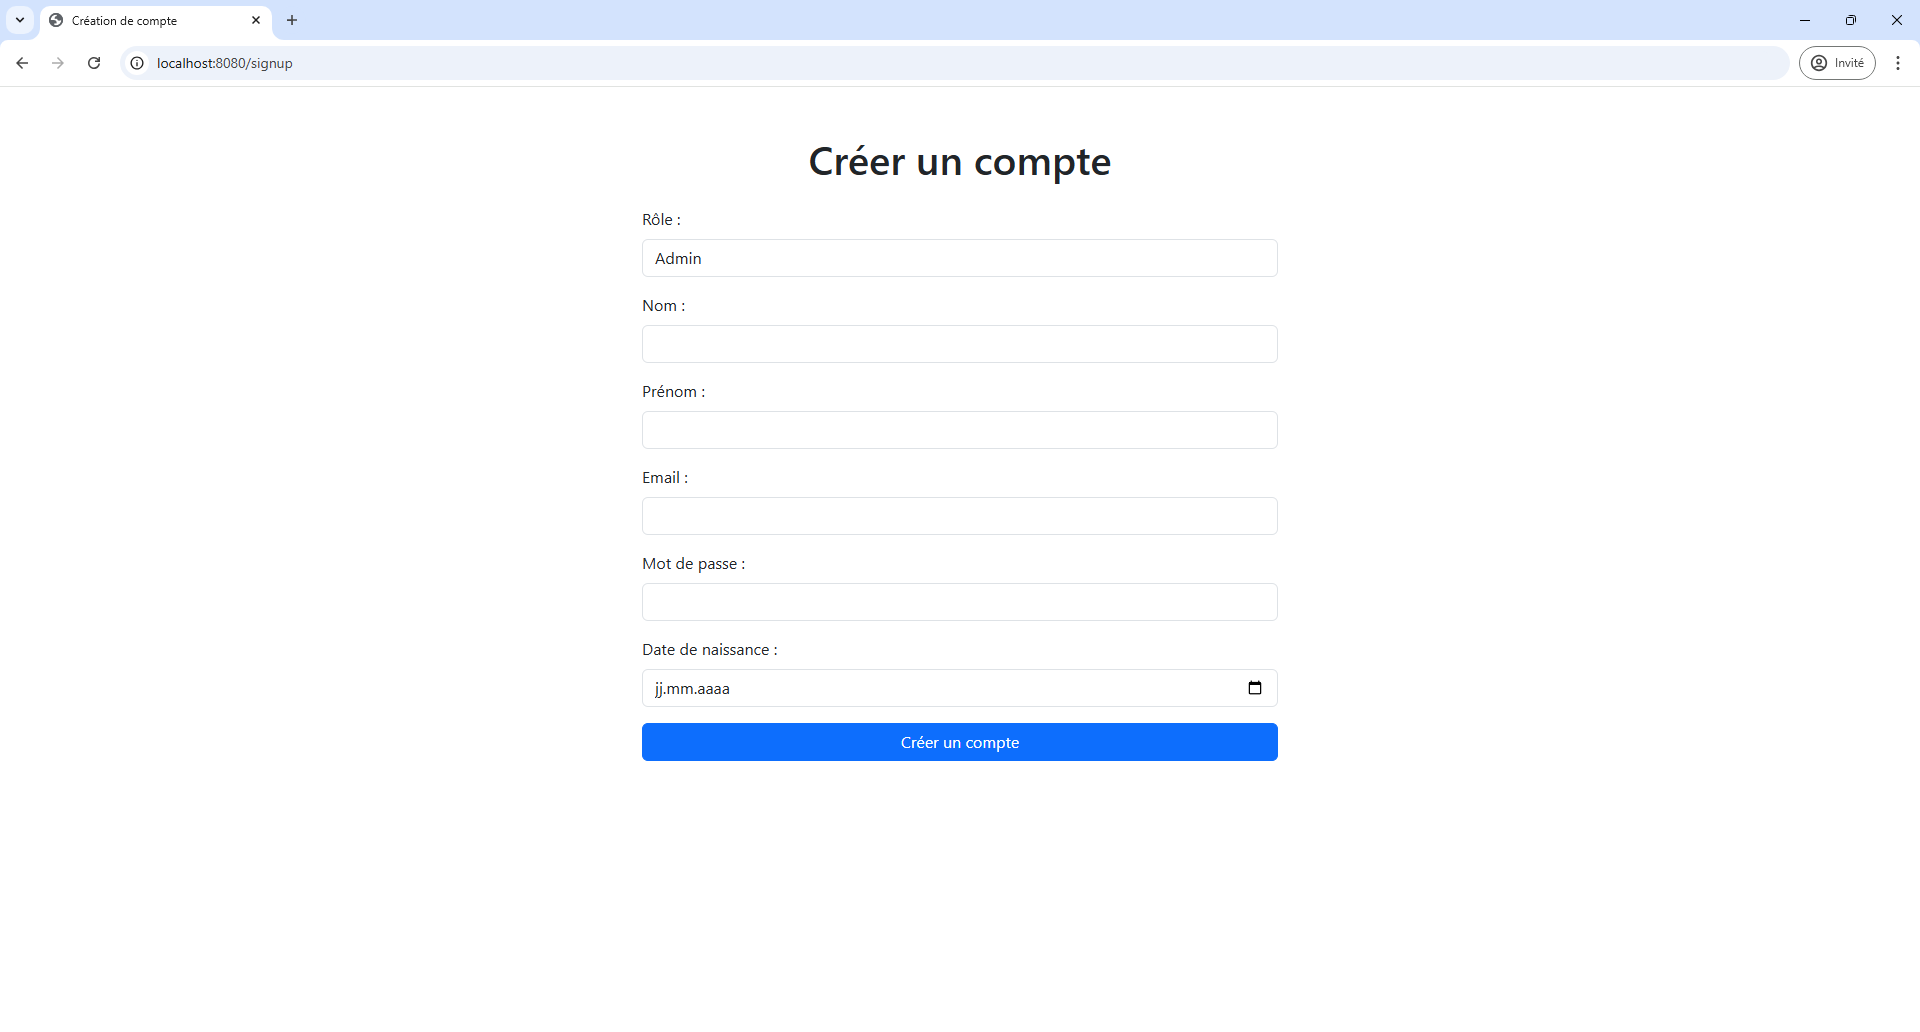 Création de compte
localhost:8080/signup
Invité
Créer un compte
Rôle :
Admin
Nom :
Prénom :
Email :
Mot de passe :
Date de naissance :
jj.mm.aaaa
Créer un compte